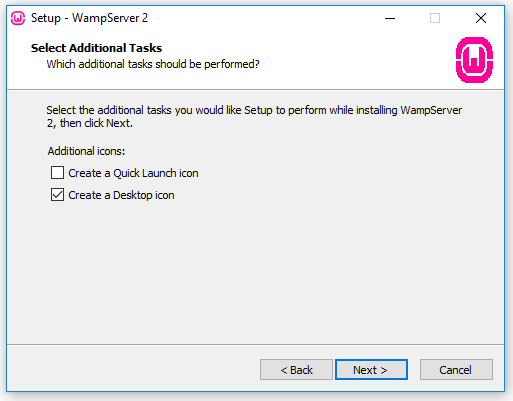 Setup - WampServer 2
Select Additional Tasks
Which additional tasks should be performed?
Select the additional tasks you would like Setup to perform while installing WampServer
2, then click Next.
Additional icons:
Create a Quick Launch icon
Create a Desktop icon
< Back
Next >
Cancel